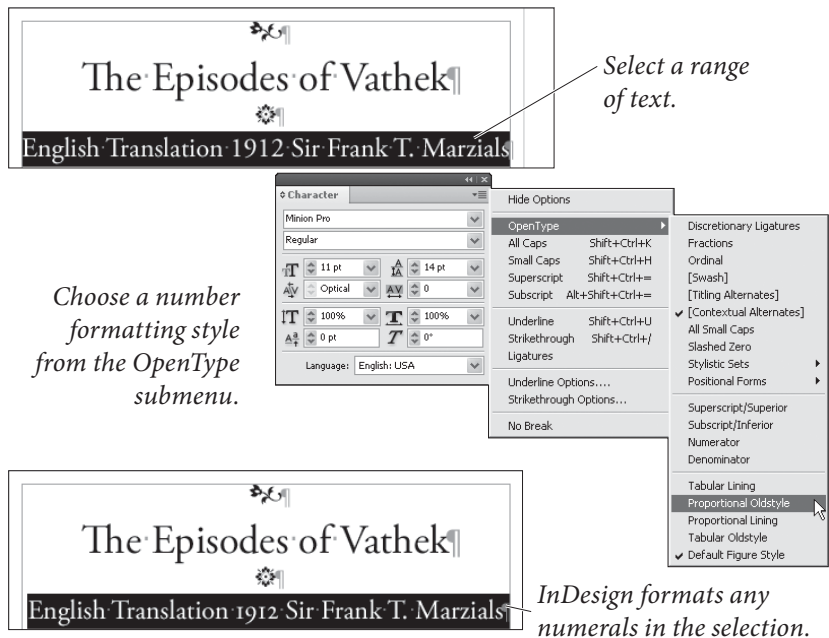 The Episodes of Vathek¶
English Translation 1912 Sir Frank T. Marzials
Select a range
of text.
Character
Minion Pro
Regular
11 pt
14 pt
Optical
0
100%
100%
0 pt
0°
Language: English: USA
Choose a number
formatting style
from the OpenType
submenu.
Hide Options
OpenType
All Caps Shift+Ctrl+K
Small Caps Shift+Ctrl+H
Superscript Shift+Ctrl+=
Subscript Alt+Shift+Ctrl+=
Underline Shift+Ctrl+U
Strikethrough Shift+Ctrl+/
Ligatures
Underline Options....
Strikethrough Options...
No Break
Discretionary Ligatures
Fractions
Ordinal
[Swash]
[Titling Alternates]
[Contextual Alternates]
All Small Caps
Slashed Zero
Stylistic Sets
Positional Forms
Superscript/Superior
Subscript/Inferior
Numerator
Denominator
Tabular Lining
Proportional Oldstyle
Proportional Lining
Tabular Oldstyle
Default Figure Style
The Episodes of Vathek¶
English Translation 1912 Sir Frank T. Marzials
InDesign formats any
numerals in the selection.